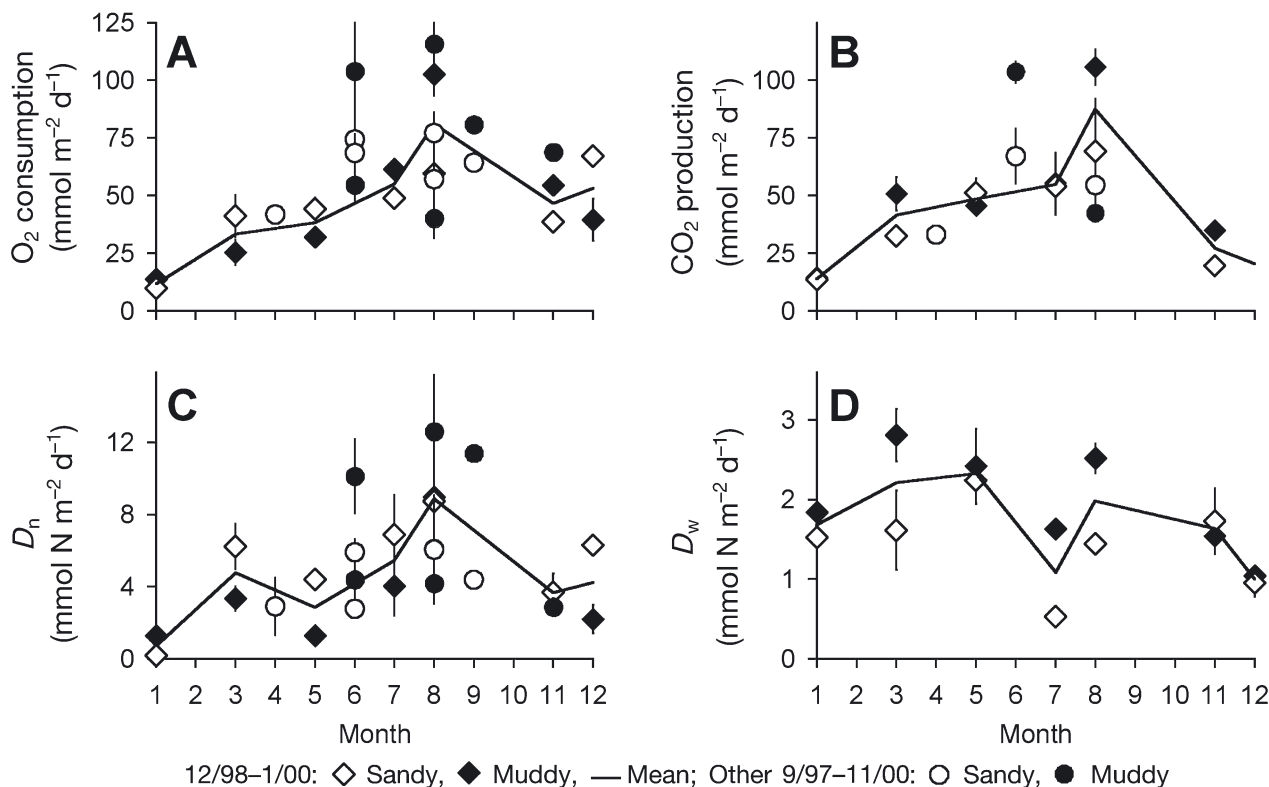 A
O₂ consumption
(mmol m⁻² d⁻¹)
125
100
75
50
25
0
B
CO₂ production
(mmol m⁻² d⁻¹)
100
75
50
25
0
C
Dₙ
(mmol N m⁻² d⁻¹)
12
8
4
0
1 2 3 4 5 6 7 8 9 10 11 12
Month
D
D_w
(mmol N m⁻² d⁻¹)
3
2
1
0
1 2 3 4 5 6 7 8 9 10 11 12
Month
12/98–1/00: Sandy, Muddy, Mean; Other 9/97–11/00: Sandy, Muddy